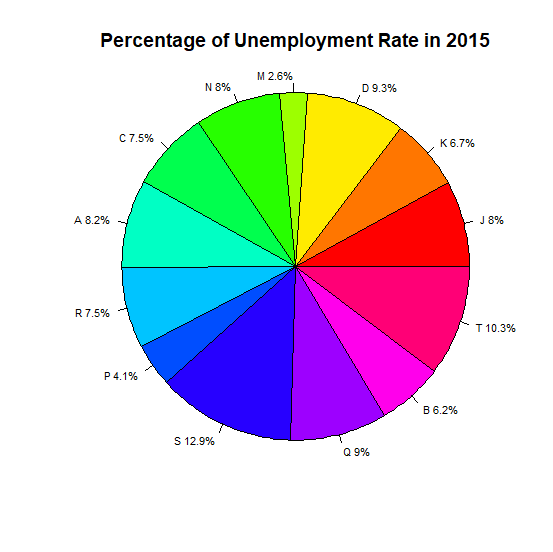 Percentage of Unemployment Rate in 2015
M 2.6%
N 8%
D 9.3%
C 7.5%
K 6.7%
A 8.2%
J 8%
R 7.5%
T 10.3%
P 4.1%
B 6.2%
S 12.9%
Q 9%